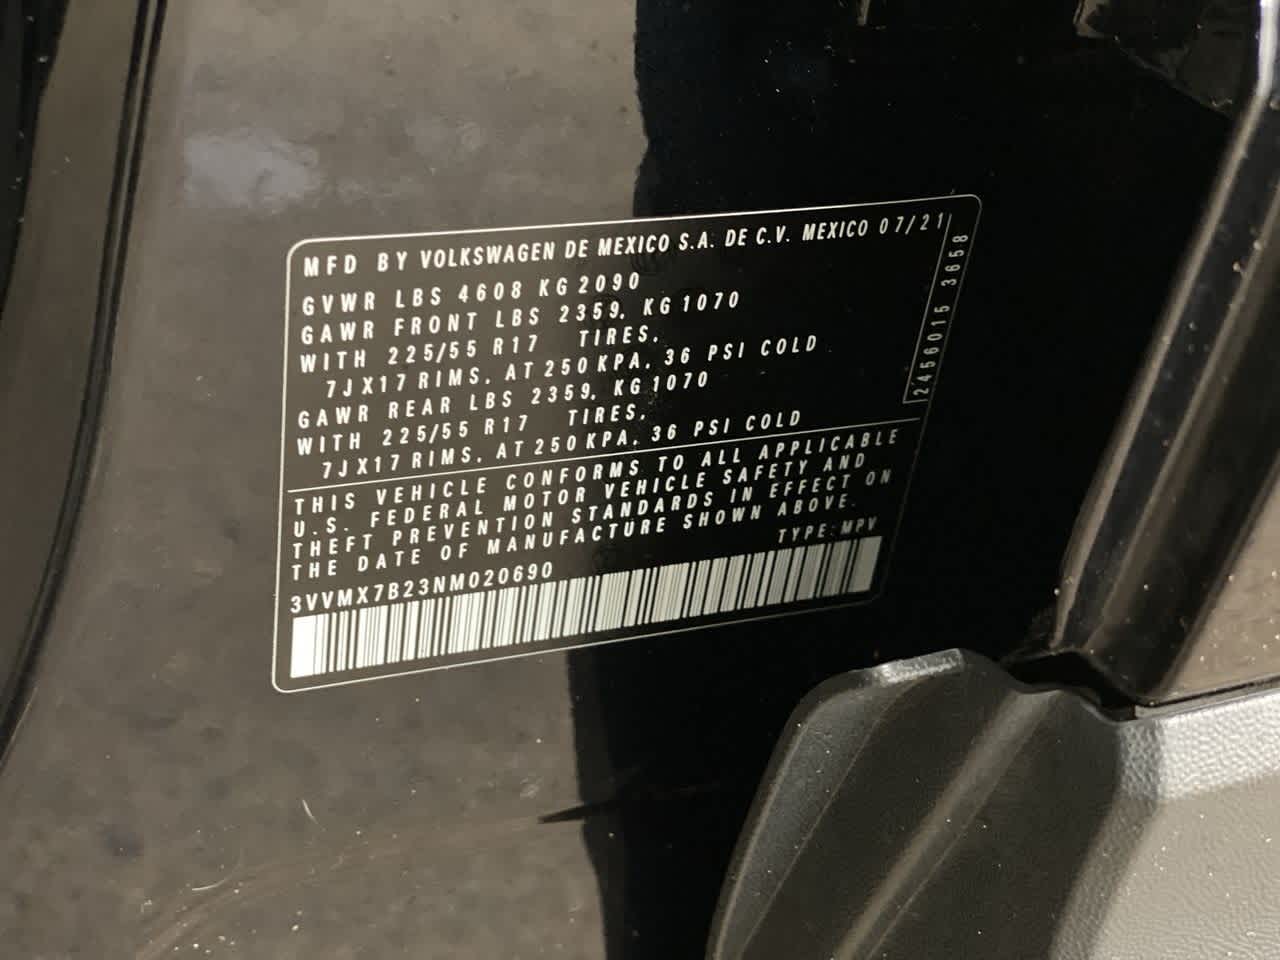 MFD BY VOLKSWAGEN DE MEXICO S.A. DE C.V. MEXICO 07/21
GVWR LBS 4608 KG 2090
GAWR FRONT LBS 2359, KG 1070
WITH 225/55 R17 TIRES,
7JX17 RIMS, AT 250 KPA, 36 PSI COLD
GAWR REAR LBS 2359, KG 1070
WITH 225/55 R17 TIRES,
7JX17 RIMS, AT 250 KPA, 36 PSI COLD
2456015 3658
THIS VEHICLE CONFORMS TO ALL APPLICABLE
U.S. FEDERAL MOTOR VEHICLE SAFETY AND
THEFT PREVENTION STANDARDS IN EFFECT ON
THE DATE OF MANUFACTURE SHOWN ABOVE.
TYPE: MPV
3VVMX7B23NM020690